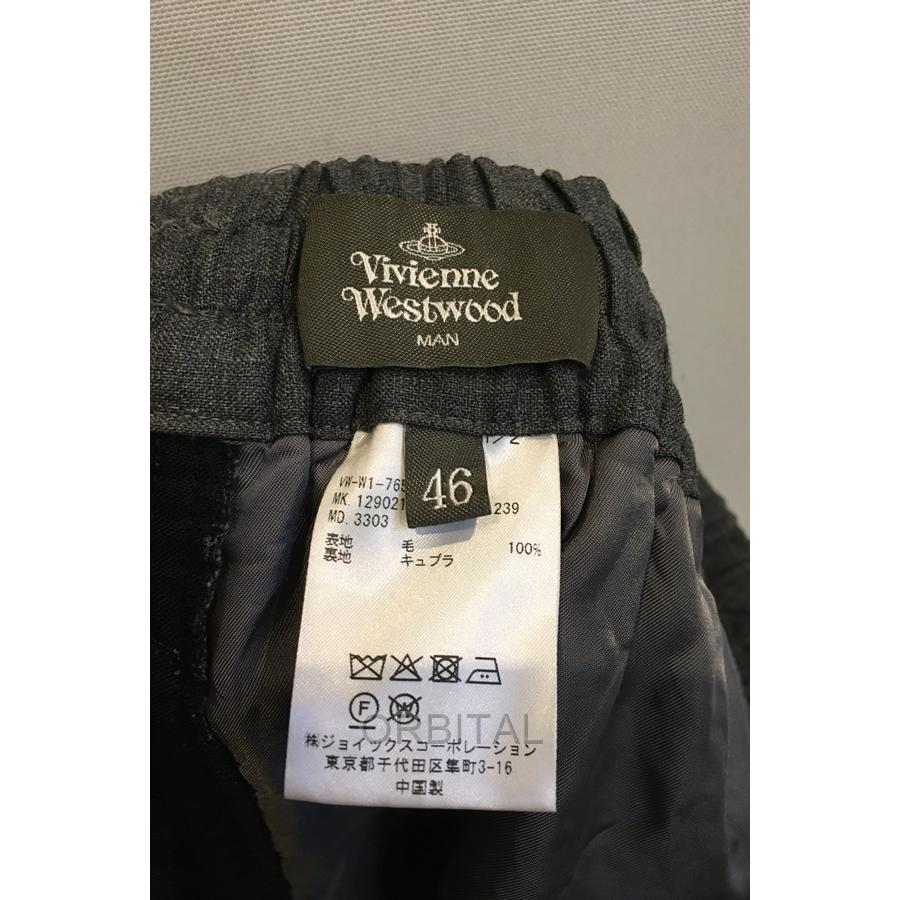 Vivienne
Westwood
MAN
46
1/2
VW-W1-765
MK. 129021 239
MD. 3303
表地 毛 100%
裏地 キュプラ
F
W
ORBITAL
㈱ジョイックスコーポレーション
東京都千代田区隼町3-16
中国製